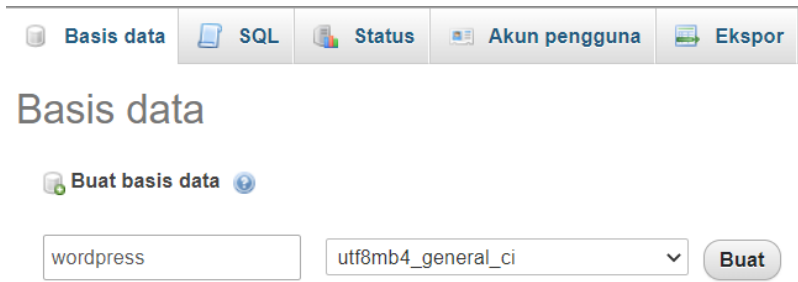 Basis data SQL Status Akun pengguna Ekspor
Basis data
Buat basis data
wordpress utf8mb4_general_ci Buat